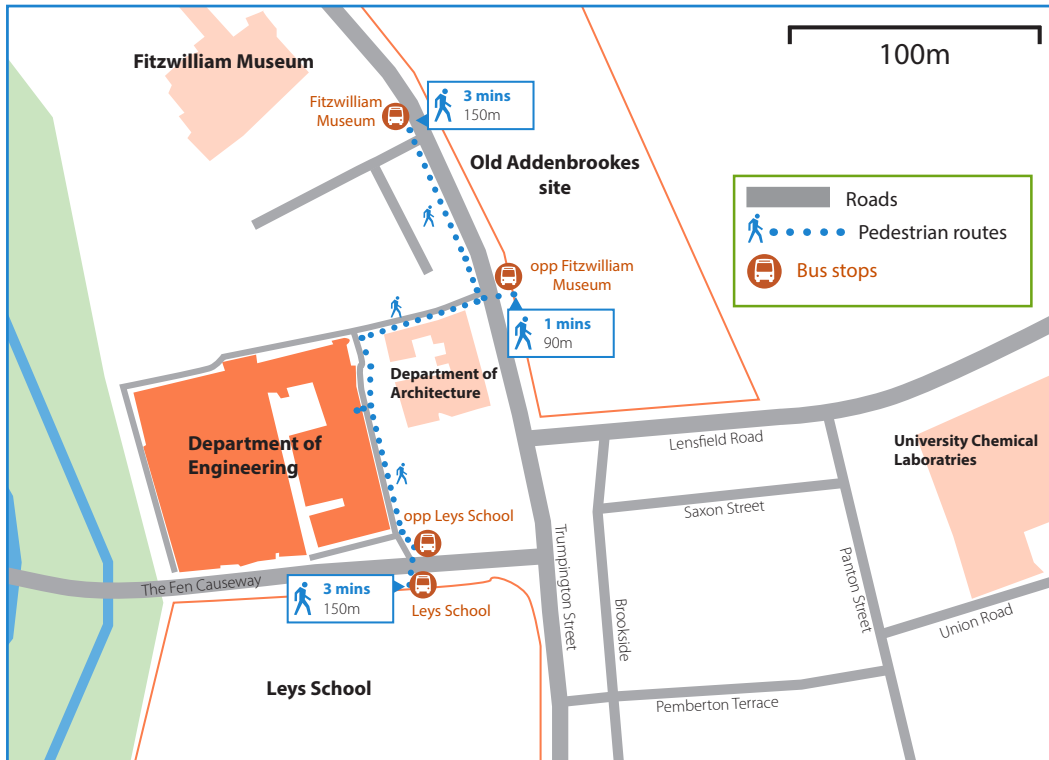 Fitzwilliam Museum
100m
Fitzwilliam
Museum
3 mins
150m
Old Addenbrookes
site
Roads
Pedestrian routes
Bus stops
opp Fitzwilliam
Museum
1 mins
90m
Department of
Architecture
Department of
Engineering
Lensfield Road
University Chemical
Laboratries
Saxon Street
opp Leys School
Trumpington Street
Panton Street
The Fen Causeway
3 mins
150m
Leys School
Brookside
Union Road
Leys School
Pemberton Terrace